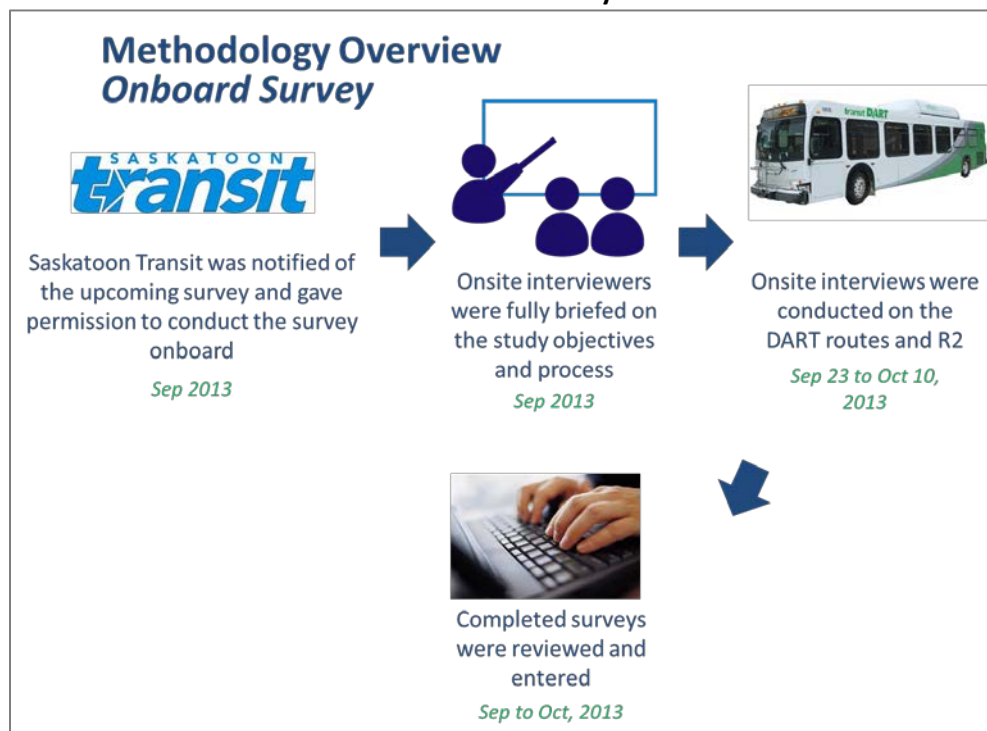 Methodology Overview
Onboard Survey
SASKATOON
transit
Saskatoon Transit was notified of
the upcoming survey and gave
permission to conduct the survey
onboard
Sep 2013
Onsite interviewers
were fully briefed on
the study objectives
and process
Sep 2013
transit DART
Onsite interviews were
conducted on the
DART routes and R2
Sep 23 to Oct 10,
2013
Completed surveys
were reviewed and
entered
Sep to Oct, 2013